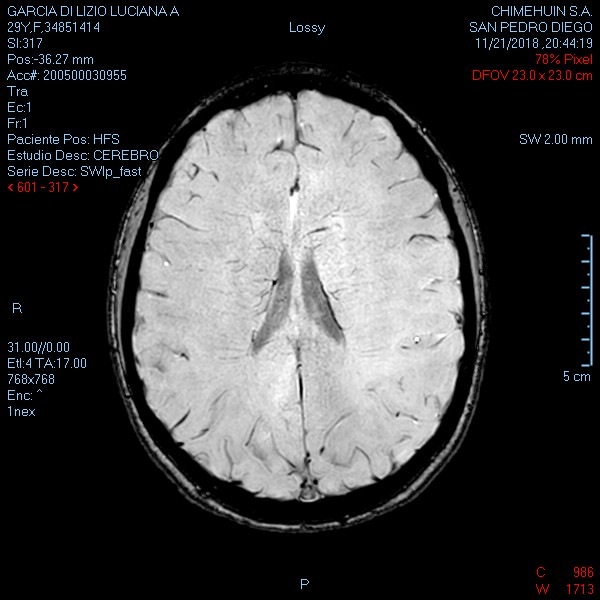 GARCIA DI LIZIO LUCIANA A
29Y,F,34851414
Sl:317
Pos:-36.27 mm
Acc#: 200500030955
Tra
Ec:1
Fr:1
Paciente Pos: HFS
Estudio Desc: CEREBRO
Serie Desc: SWIp_fast
< 601 - 317 >
Lossy
CHIMEHUIN S.A.
SAN PEDRO DIEGO
11/21/2018 ,20:44:19
78% Pixel
DFOV 23.0 x 23.0 cm
SW 2.00 mm
R
31.00//0.00
Etl:4 TA:17.00
768x768
Enc: ^
1nex
5 cm
P
C 986
W 1713